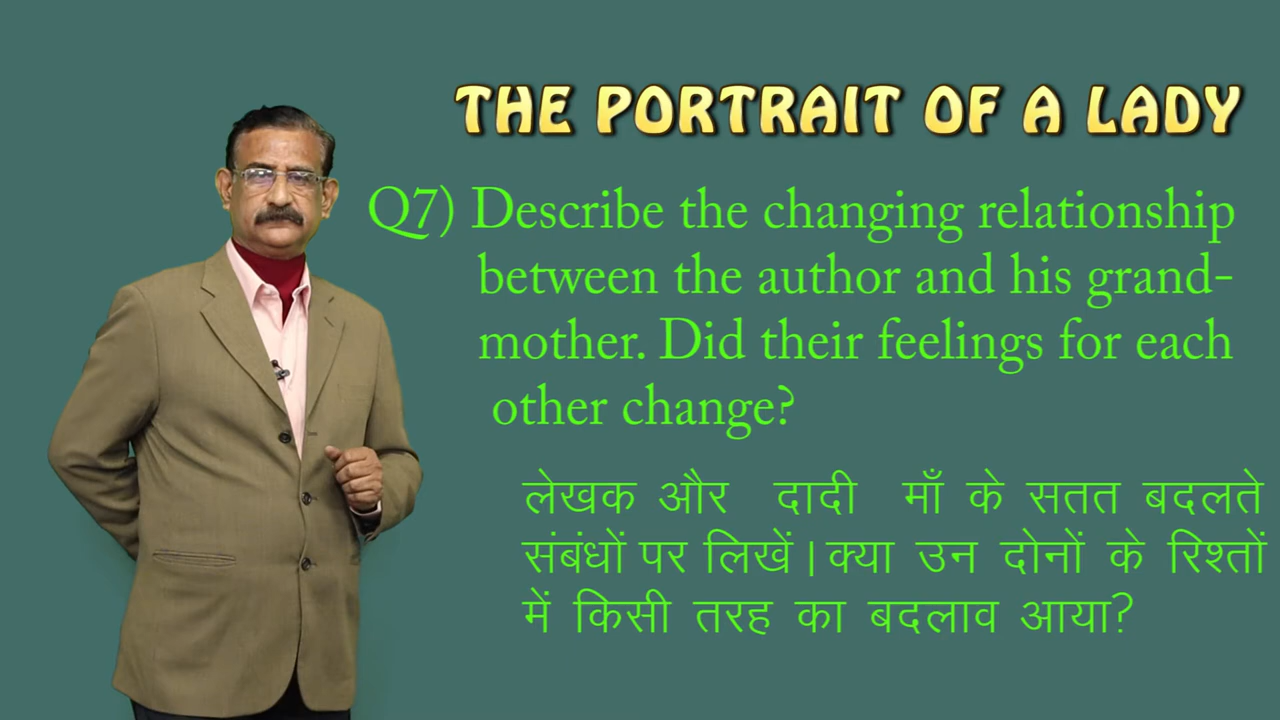 THE PORTRAIT OF A LADY
Q7) Describe the changing relationship
between the author and his grand-
mother. Did their feelings for each
other change?
लेखक और दादी माँ के सतत बदलते
संबंधों पर लिखें। क्या उन दोनों के रिश्तों
में किसी तरह का बदलाव आया?